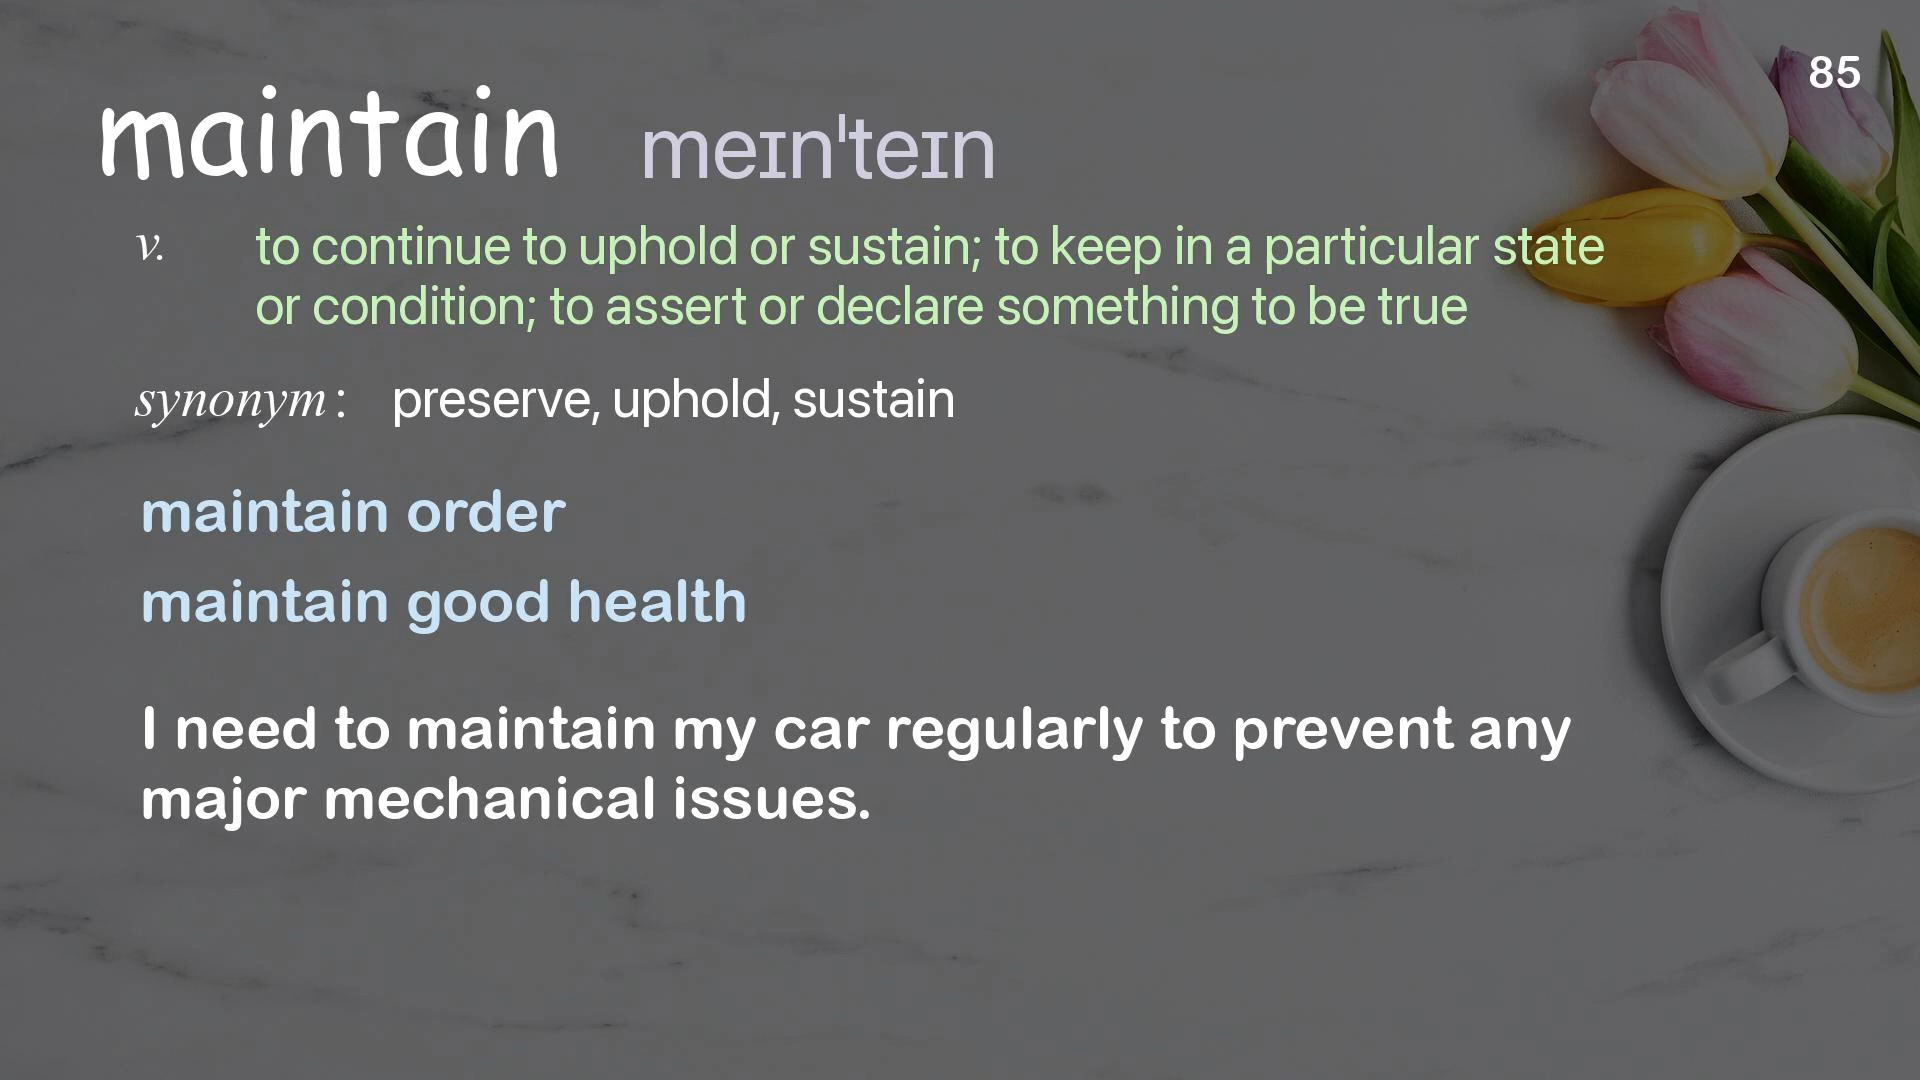 85
maintain meɪnˈteɪn
v. to continue to uphold or sustain; to keep in a particular state
or condition; to assert or declare something to be true
synonym : preserve, uphold, sustain
maintain order
maintain good health
I need to maintain my car regularly to prevent any
major mechanical issues.